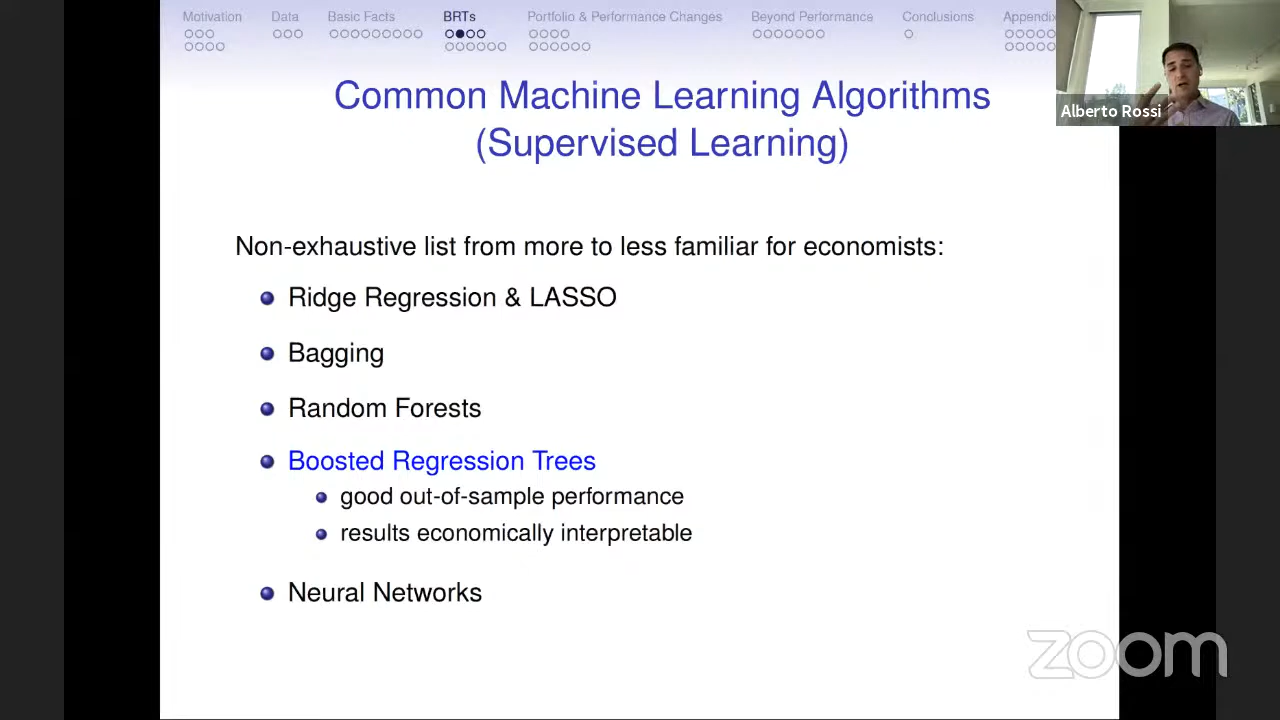 Motivation Data Basic Facts BRTs Portfolio & Performance Changes Beyond Performance Conclusions Appendix
Alberto Rossi
Common Machine Learning Algorithms
(Supervised Learning)
Non-exhaustive list from more to less familiar for economists:
Ridge Regression & LASSO
Bagging
Random Forests
Boosted Regression Trees
good out-of-sample performance
results economically interpretable
Neural Networks
zoom